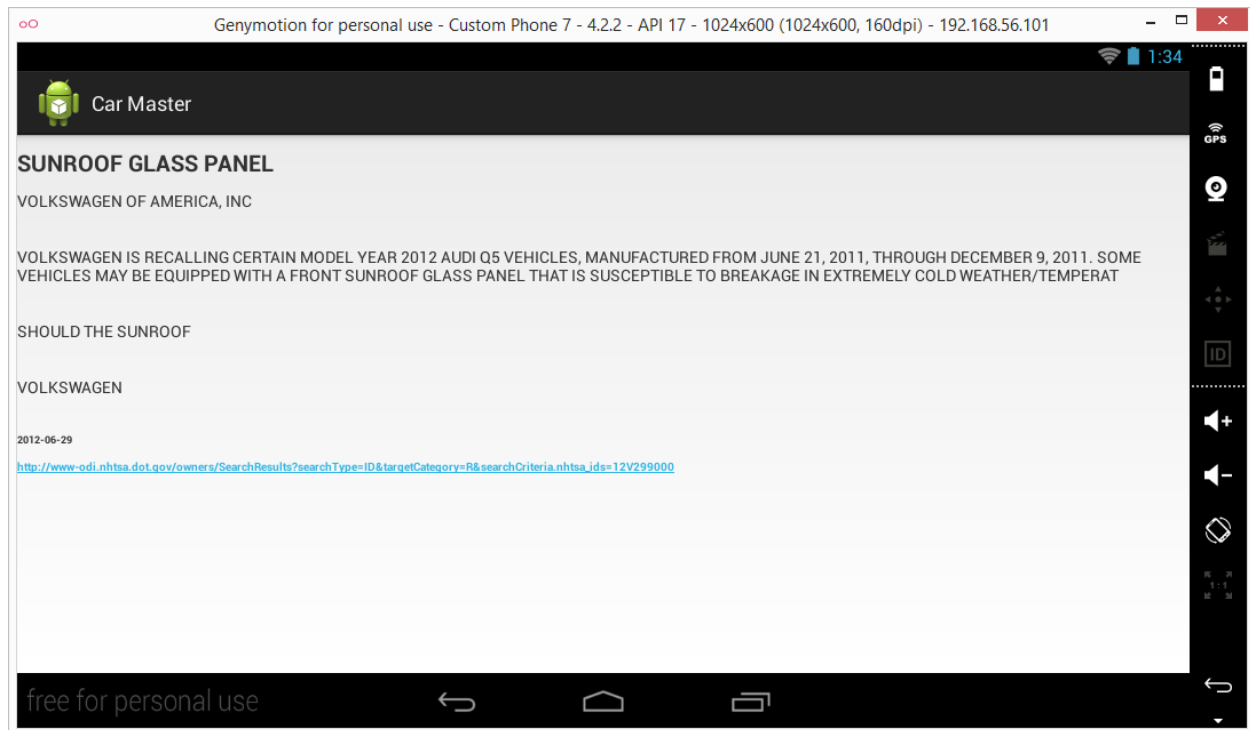 Genymotion for personal use - Custom Phone 7 - 4.2.2 - API 17 - 1024x600 (1024x600, 160dpi) - 192.168.56.101
1:34
Car Master
GPS
SUNROOF GLASS PANEL
VOLKSWAGEN OF AMERICA, INC
VOLKSWAGEN IS RECALLING CERTAIN MODEL YEAR 2012 AUDI Q5 VEHICLES, MANUFACTURED FROM JUNE 21, 2011, THROUGH DECEMBER 9, 2011. SOME
VEHICLES MAY BE EQUIPPED WITH A FRONT SUNROOF GLASS PANEL THAT IS SUSCEPTIBLE TO BREAKAGE IN EXTREMELY COLD WEATHER/TEMPERAT
SHOULD THE SUNROOF
ID
VOLKSWAGEN
2012-06-29
http://www-odi.nhtsa.dot.gov/owners/SearchResults?searchType=ID&targetCategory=R&searchCriteria.nhtsa_ids=12V299000
1:1
free for personal use